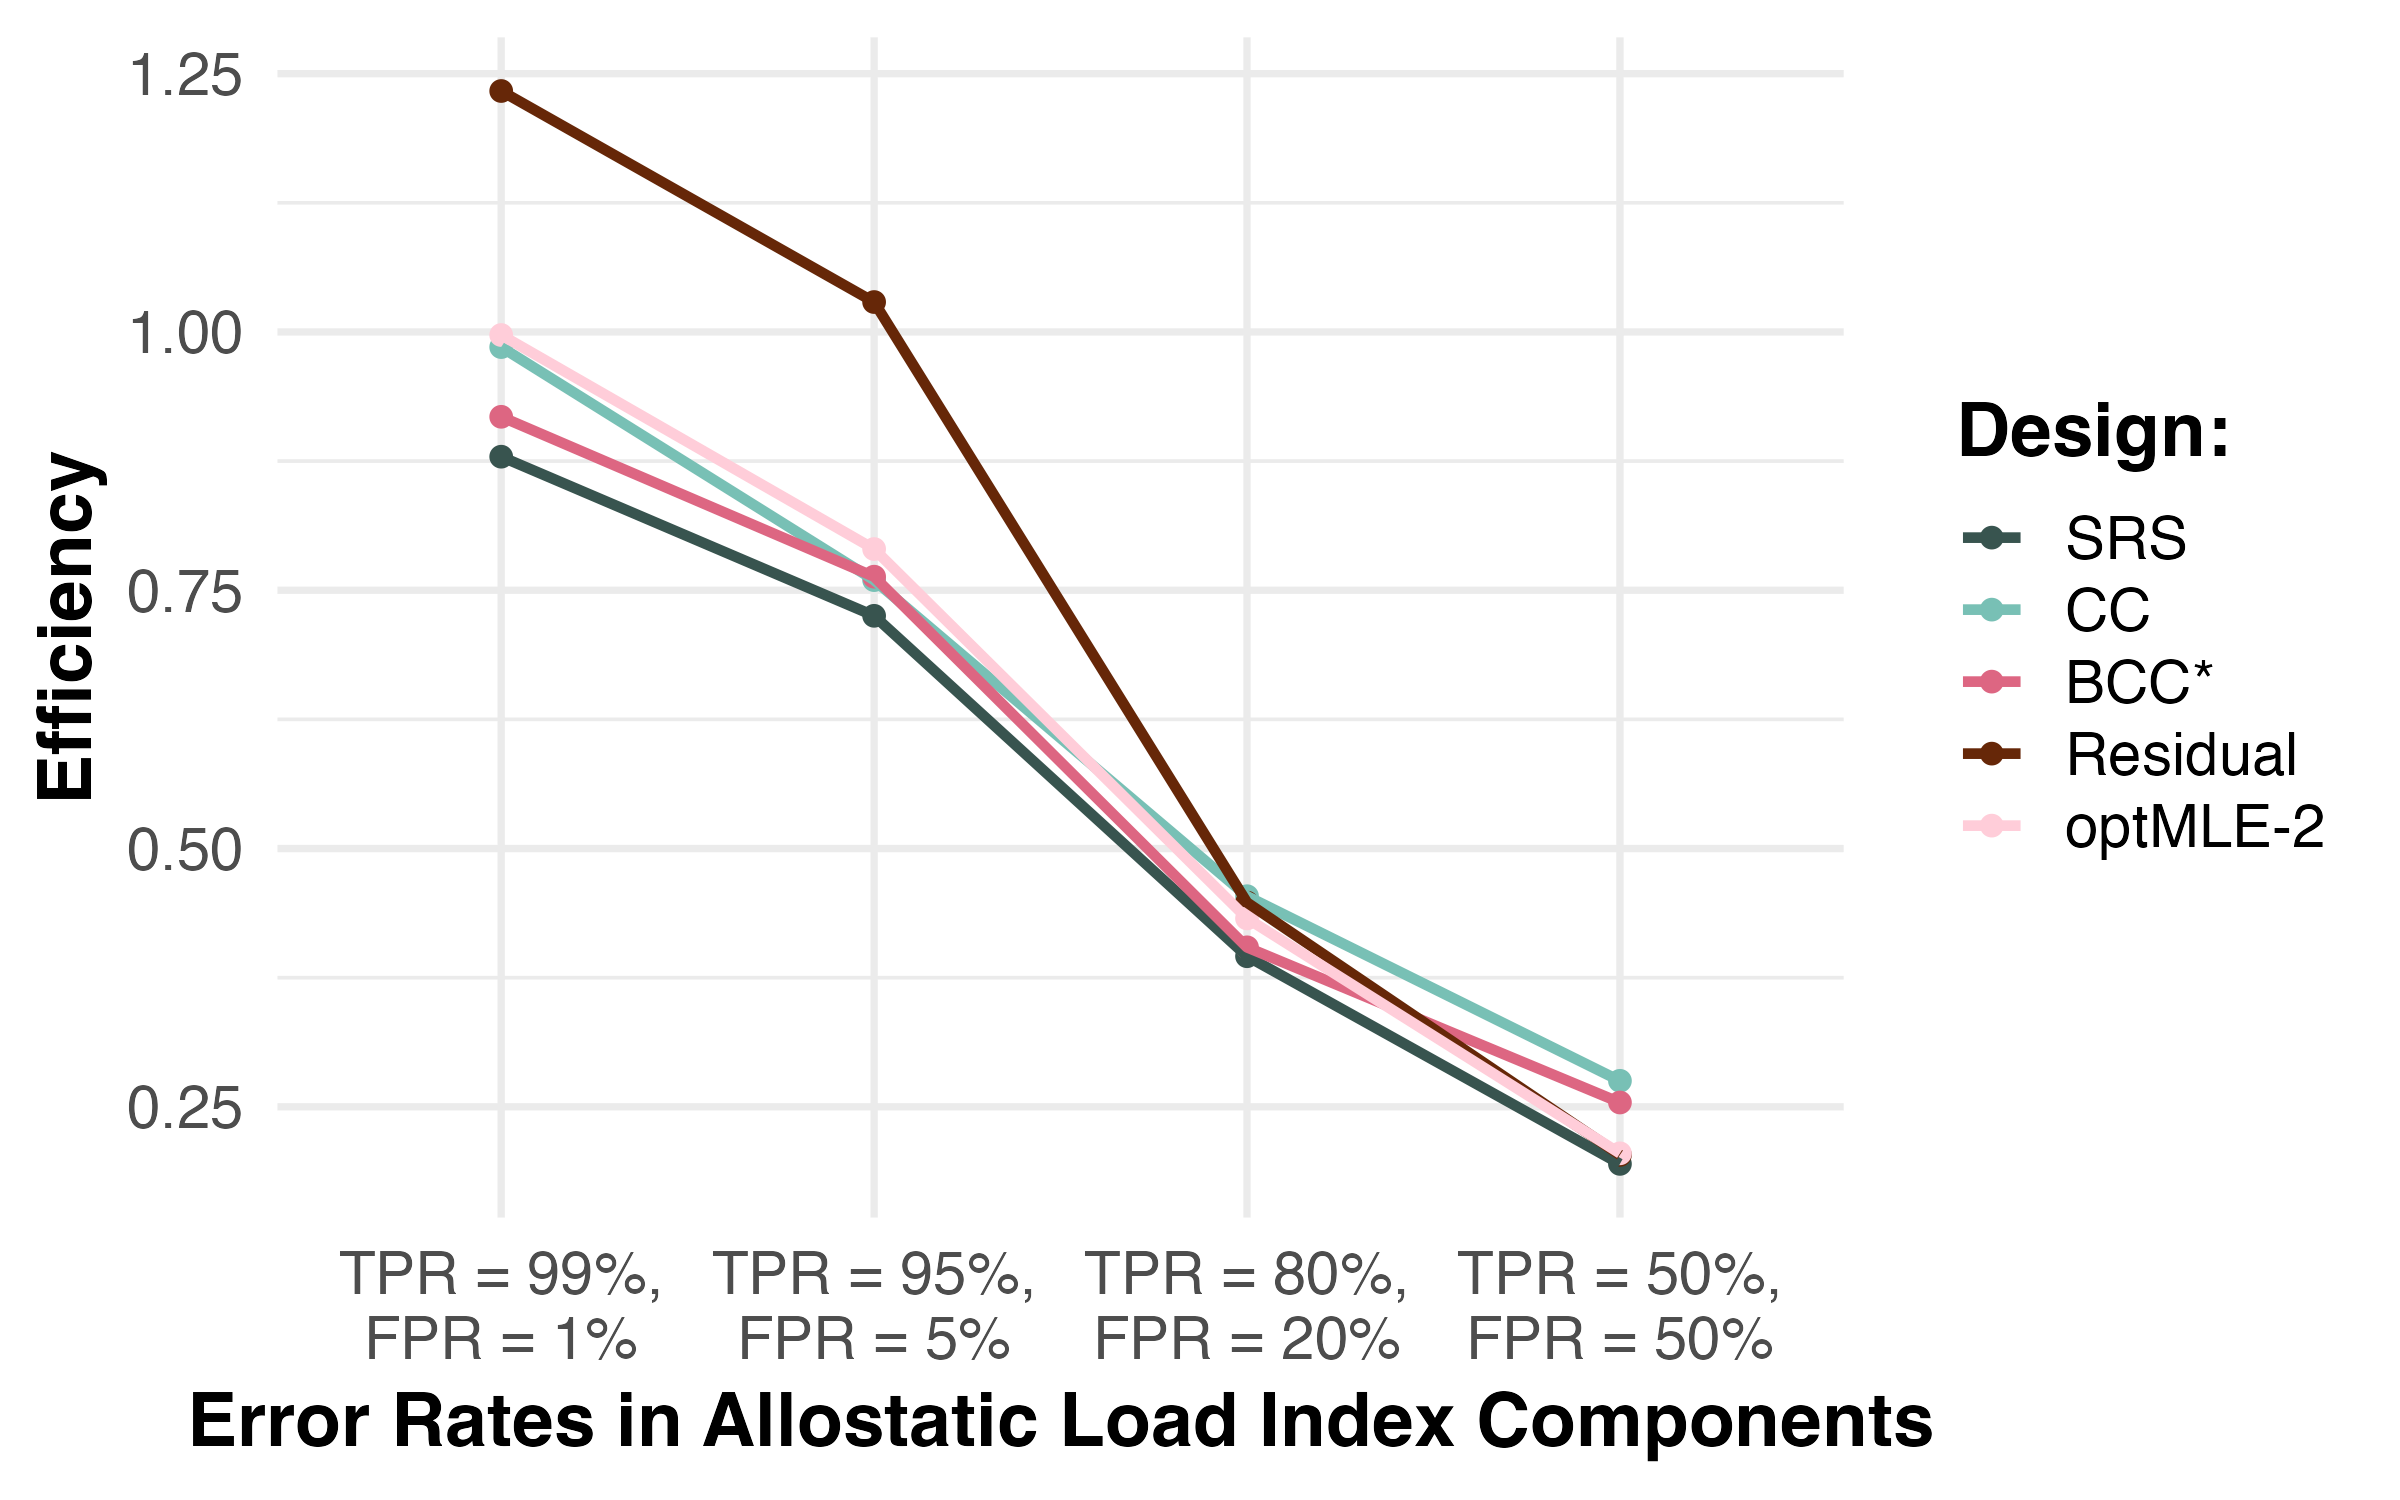 1.25
1.00
0.75
0.50
0.25
Efficiency
TPR = 99%,
FPR = 1%
TPR = 95%,
FPR = 5%
TPR = 80%,
FPR = 20%
TPR = 50%,
FPR = 50%
Error Rates in Allostatic Load Index Components
Design:
SRS
CC
BCC*
Residual
optMLE-2